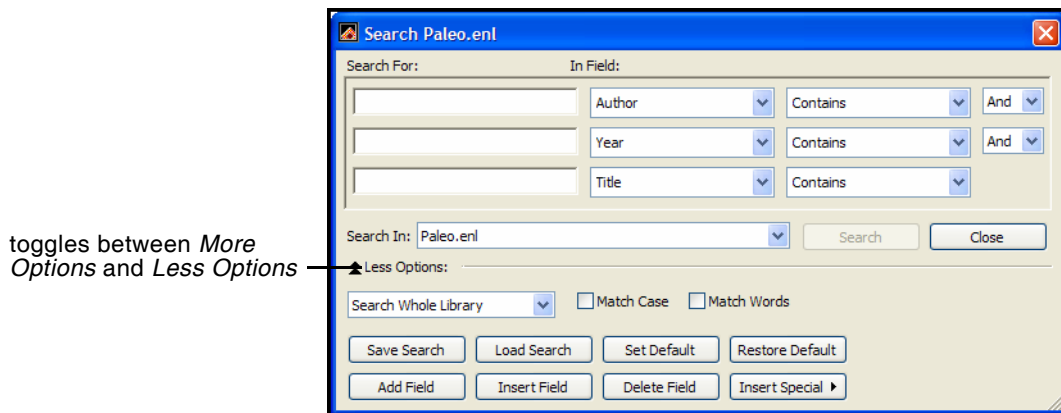 Search Paleo.enl
Search For: In Field:
Author Contains And
Year Contains And
Title Contains
Search In: Paleo.enl Search Close
toggles between More
Options and Less Options
Less Options:
Search Whole Library Match Case Match Words
Save Search Load Search Set Default Restore Default
Add Field Insert Field Delete Field Insert Special